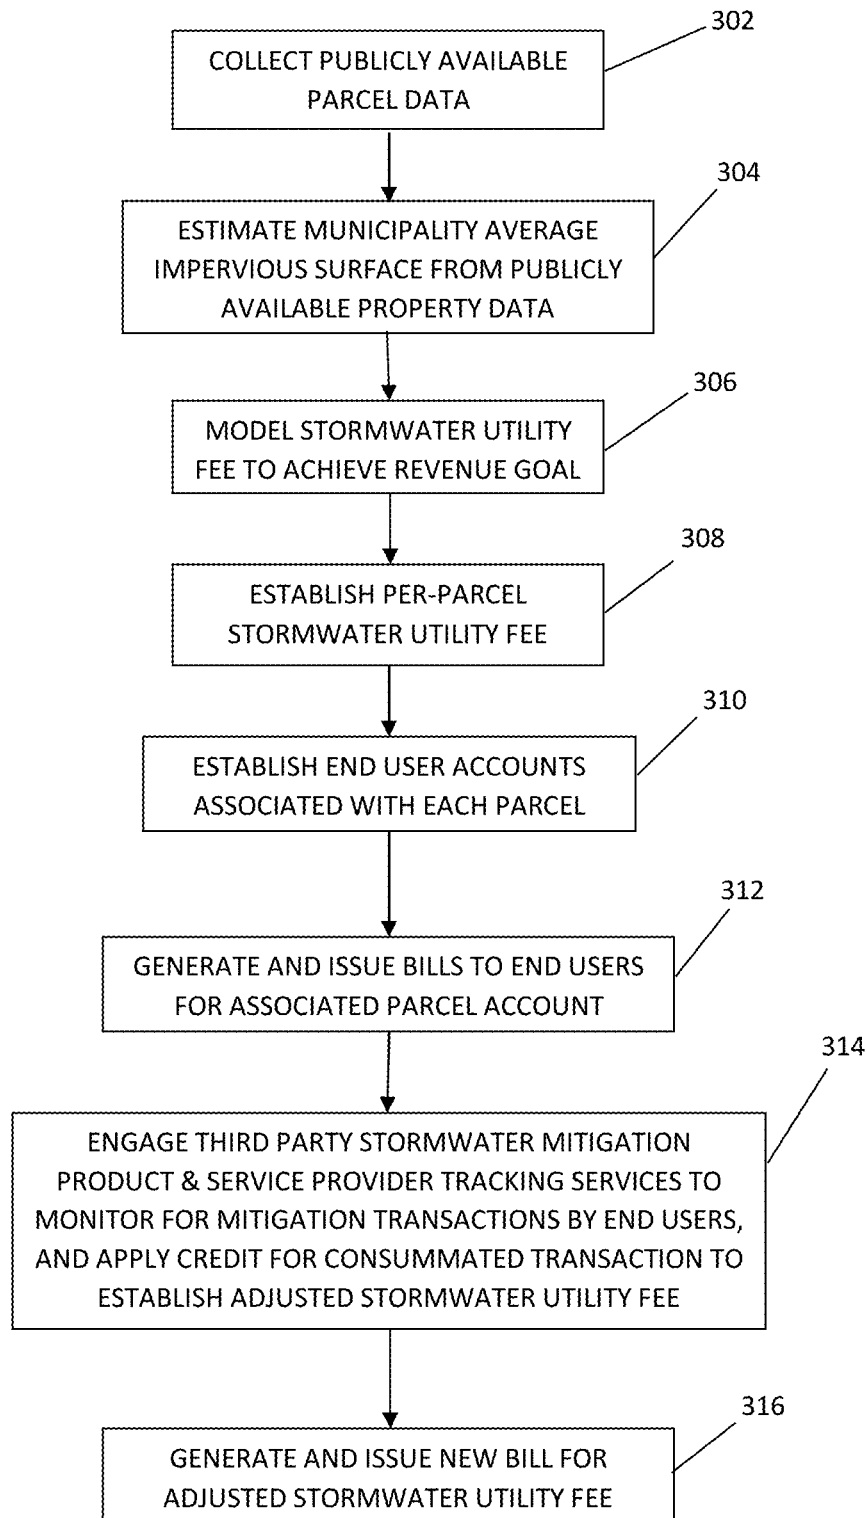 302
COLLECT PUBLICLY AVAILABLE
PARCEL DATA
304
ESTIMATE MUNICIPALITY AVERAGE
IMPERVIOUS SURFACE FROM PUBLICLY
AVAILABLE PROPERTY DATA
306
MODEL STORMWATER UTILITY
FEE TO ACHIEVE REVENUE GOAL
308
ESTABLISH PER-PARCEL
STORMWATER UTILITY FEE
310
ESTABLISH END USER ACCOUNTS
ASSOCIATED WITH EACH PARCEL
312
GENERATE AND ISSUE BILLS TO END USERS
FOR ASSOCIATED PARCEL ACCOUNT
314
ENGAGE THIRD PARTY STORMWATER MITIGATION
PRODUCT & SERVICE PROVIDER TRACKING SERVICES TO
MONITOR FOR MITIGATION TRANSACTIONS BY END USERS,
AND APPLY CREDIT FOR CONSUMMATED TRANSACTION TO
ESTABLISH ADJUSTED STORMWATER UTILITY FEE
316
GENERATE AND ISSUE NEW BILL FOR
ADJUSTED STORMWATER UTILITY FEE